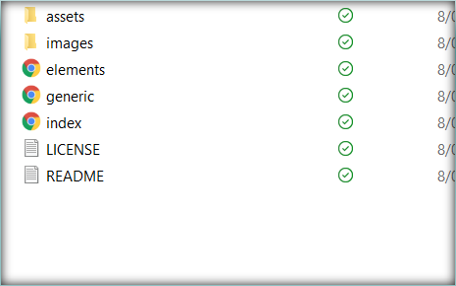 assets 8/0
images 8/0
elements 8/0
generic 8/0
index 8/0
LICENSE 8/0
README 8/0